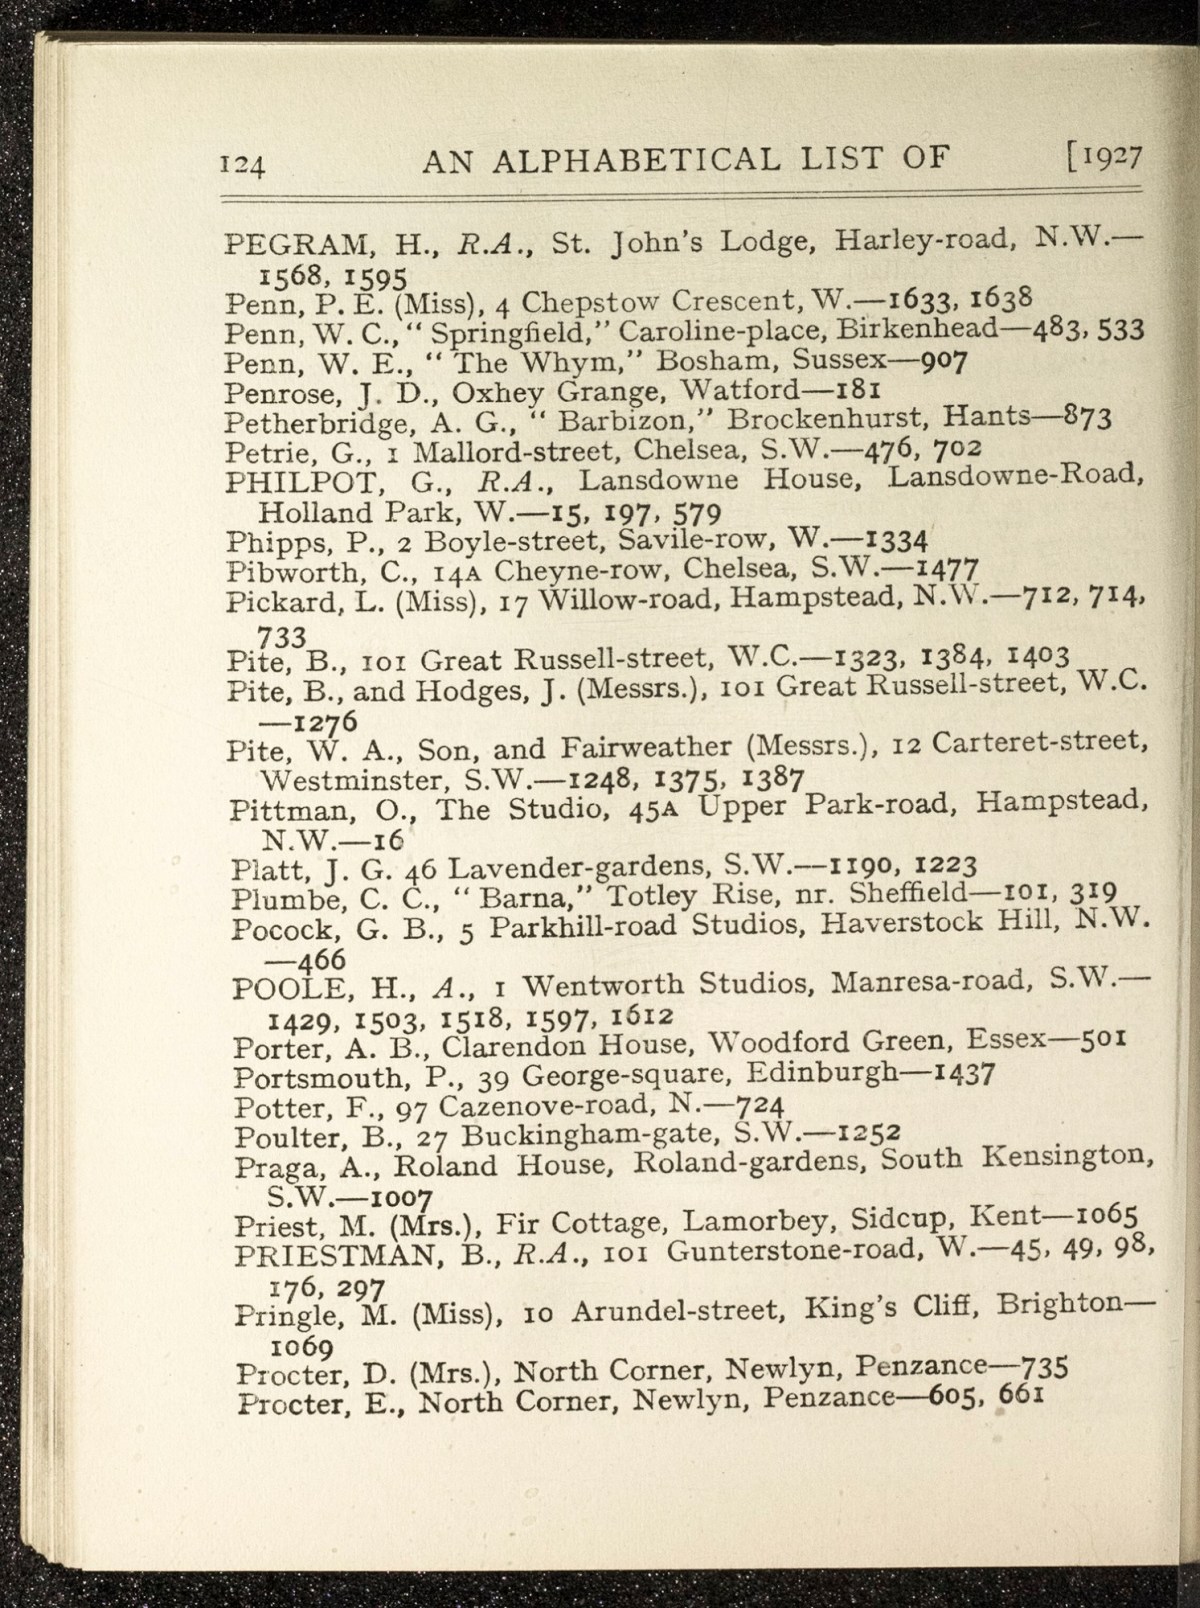 124 AN ALPHABETICAL LIST OF [1927
PEGRAM, H., R.A., St. John's Lodge, Harley-road, N.W.—
1568, 1595
Penn, P. E. (Miss), 4 Chepstow Crescent, W.—1633, 1638
Penn, W. C., “ Springfield,” Caroline-place, Birkenhead—483, 533
Penn, W. E., “ The Whym,” Bosham, Sussex—907
Penrose, J. D., Oxhey Grange, Watford—181
Petherbridge, A. G., “ Barbizon,” Brockenhurst, Hants—873
Petrie, G., 1 Mallord-street, Chelsea, S.W.—476, 702
PHILPOT, G., R.A., Lansdowne House, Lansdowne-Road,
Holland Park, W.—15, 197, 579
Phipps, P., 2 Boyle-street, Savile-row, W.—1334
Pibworth, C., 14A Cheyne-row, Chelsea, S.W.—1477
Pickard, L. (Miss), 17 Willow-road, Hampstead, N.W.—712, 714,
733
Pite, B., 101 Great Russell-street, W.C.—1323, 1384, 1403
Pite, B., and Hodges, J. (Messrs.), 101 Great Russell-street, W.C.
—1276
Pite, W. A., Son, and Fairweather (Messrs.), 12 Carteret-street,
Westminster, S.W.—1248, 1375, 1387
Pittman, O., The Studio, 45A Upper Park-road, Hampstead,
N.W.—16
Platt, J. G. 46 Lavender-gardens, S.W.—1190, 1223
Plumbe, C. C., “ Barna,” Totley Rise, nr. Sheffield—101, 319
Pocock, G. B., 5 Parkhill-road Studios, Haverstock Hill, N.W.
—466
POOLE, H., A., 1 Wentworth Studios, Manresa-road, S.W.—
1429, 1503, 1518, 1597, 1612
Porter, A. B., Clarendon House, Woodford Green, Essex—501
Portsmouth, P., 39 George-square, Edinburgh—1437
Potter, F., 97 Cazenove-road, N.—724
Poulter, B., 27 Buckingham-gate, S.W.—1252
Praga, A., Roland House, Roland-gardens, South Kensington,
S.W.—1007
Priest, M. (Mrs.), Fir Cottage, Lamorbey, Sidcup, Kent—1065
PRIESTMAN, B., R.A., 101 Gunterstone-road, W.—45, 49, 98,
176, 297
Pringle, M. (Miss), 10 Arundel-street, King's Cliff, Brighton—
1069
Procter, D. (Mrs.), North Corner, Newlyn, Penzance—735
Procter, E., North Corner, Newlyn, Penzance—605, 661